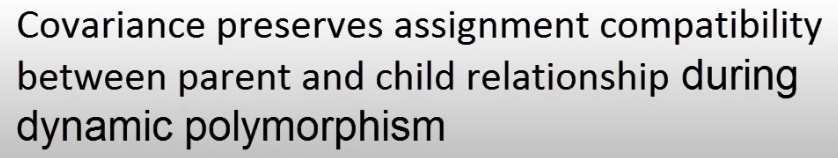 Covariance preserves assignment compatibility
between parent and child relationship during
dynamic polymorphism